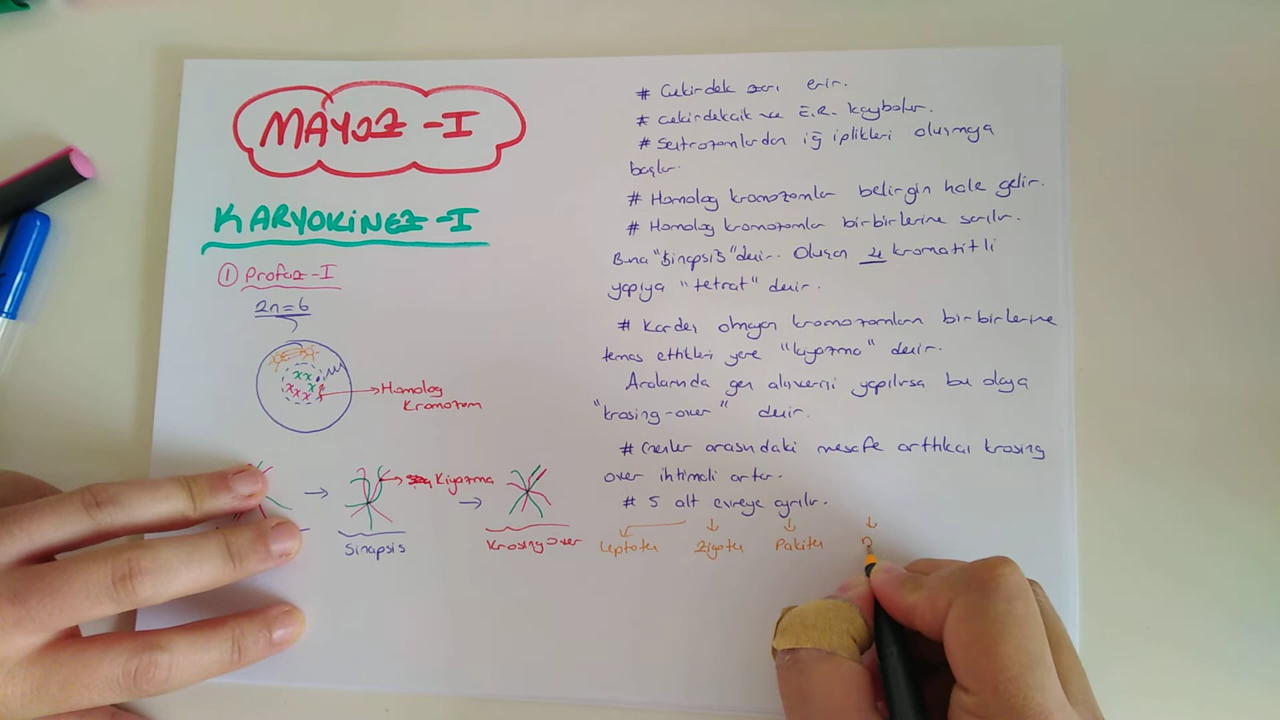 MAYOZ-I
KARYOKİNEZ-I
① Profaz-I
2n=6
Homolog
Kromozom
Kiyazma
Sinapsis
Krosing Over
# Çekirdek zarı erir.
# Çekirdekcik ve E.R. kaybolur.
# Sentrozomlardan iğ iplikleri oluşmaya
başlar.
# Homolog kromozomlar belirgin hale gelir.
# Homolog kromozomlar birbirlerine sarılır.
Buna "Sinapsis" denir. Oluşan 4 kromatitli
yapıya "tetrat" denir.
# Kardeş olmayan kromozomların birbirlerine
temas ettikleri yere "kiyazma" denir.
Aralarında gen alışverişi yapılırsa bu olaya
"krosing-over" denir.
# Genler arasındaki mesafe arttıkça krosing
over ihtimali artar.
# 5 alt evreye ayrılır.
Leptoten Zigoten Pakiten